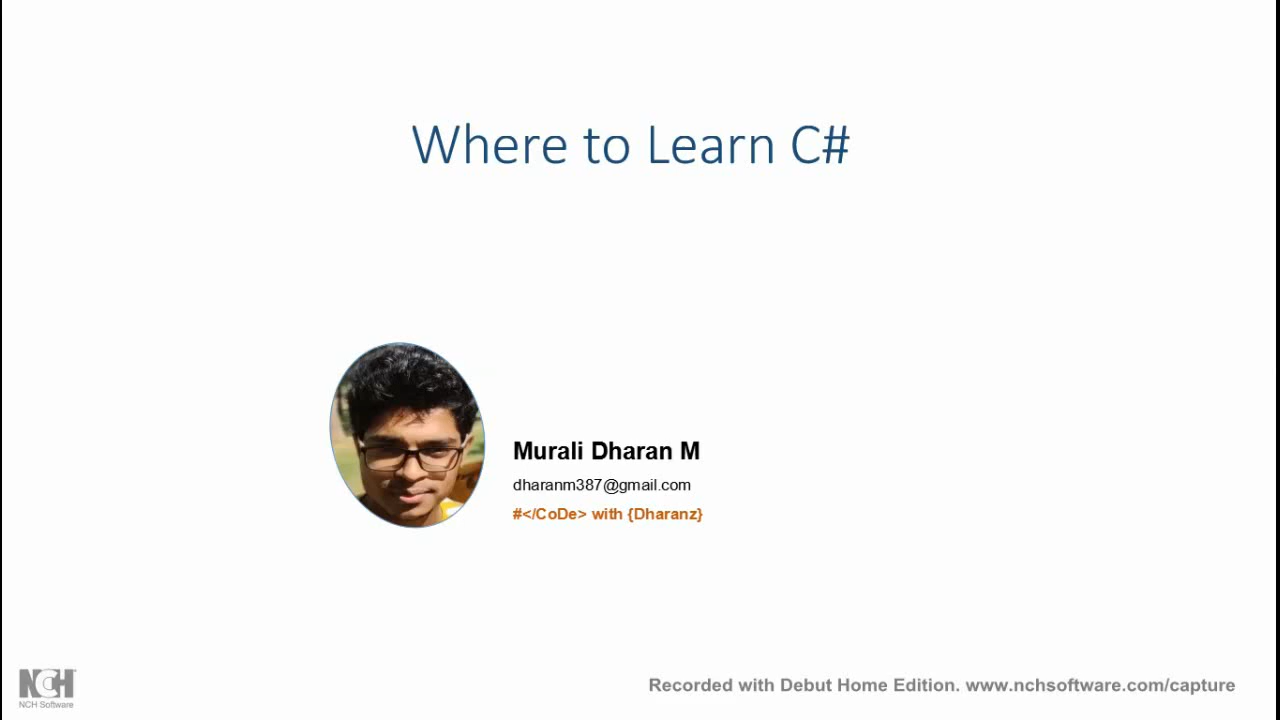 Where to Learn C#
Murali Dharan M
dharanm387@gmail.com
#</CoDe> with {Dharanz}
NCH
NCH Software
Recorded with Debut Home Edition. www.nchsoftware.com/capture